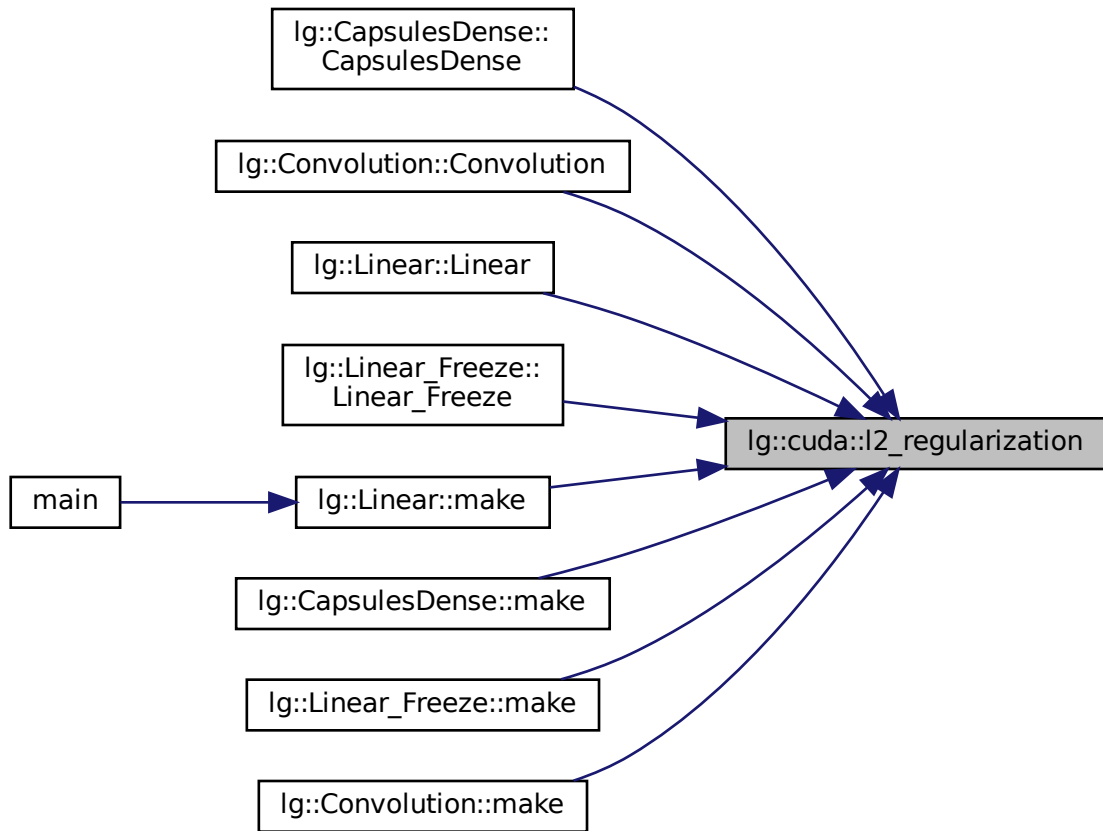 lg::CapsulesDense::
CapsulesDense
lg::Convolution::Convolution
lg::Linear::Linear
lg::Linear_Freeze::
Linear_Freeze
lg::cuda::l2_regularization
main
lg::Linear::make
lg::CapsulesDense::make
lg::Linear_Freeze::make
lg::Convolution::make